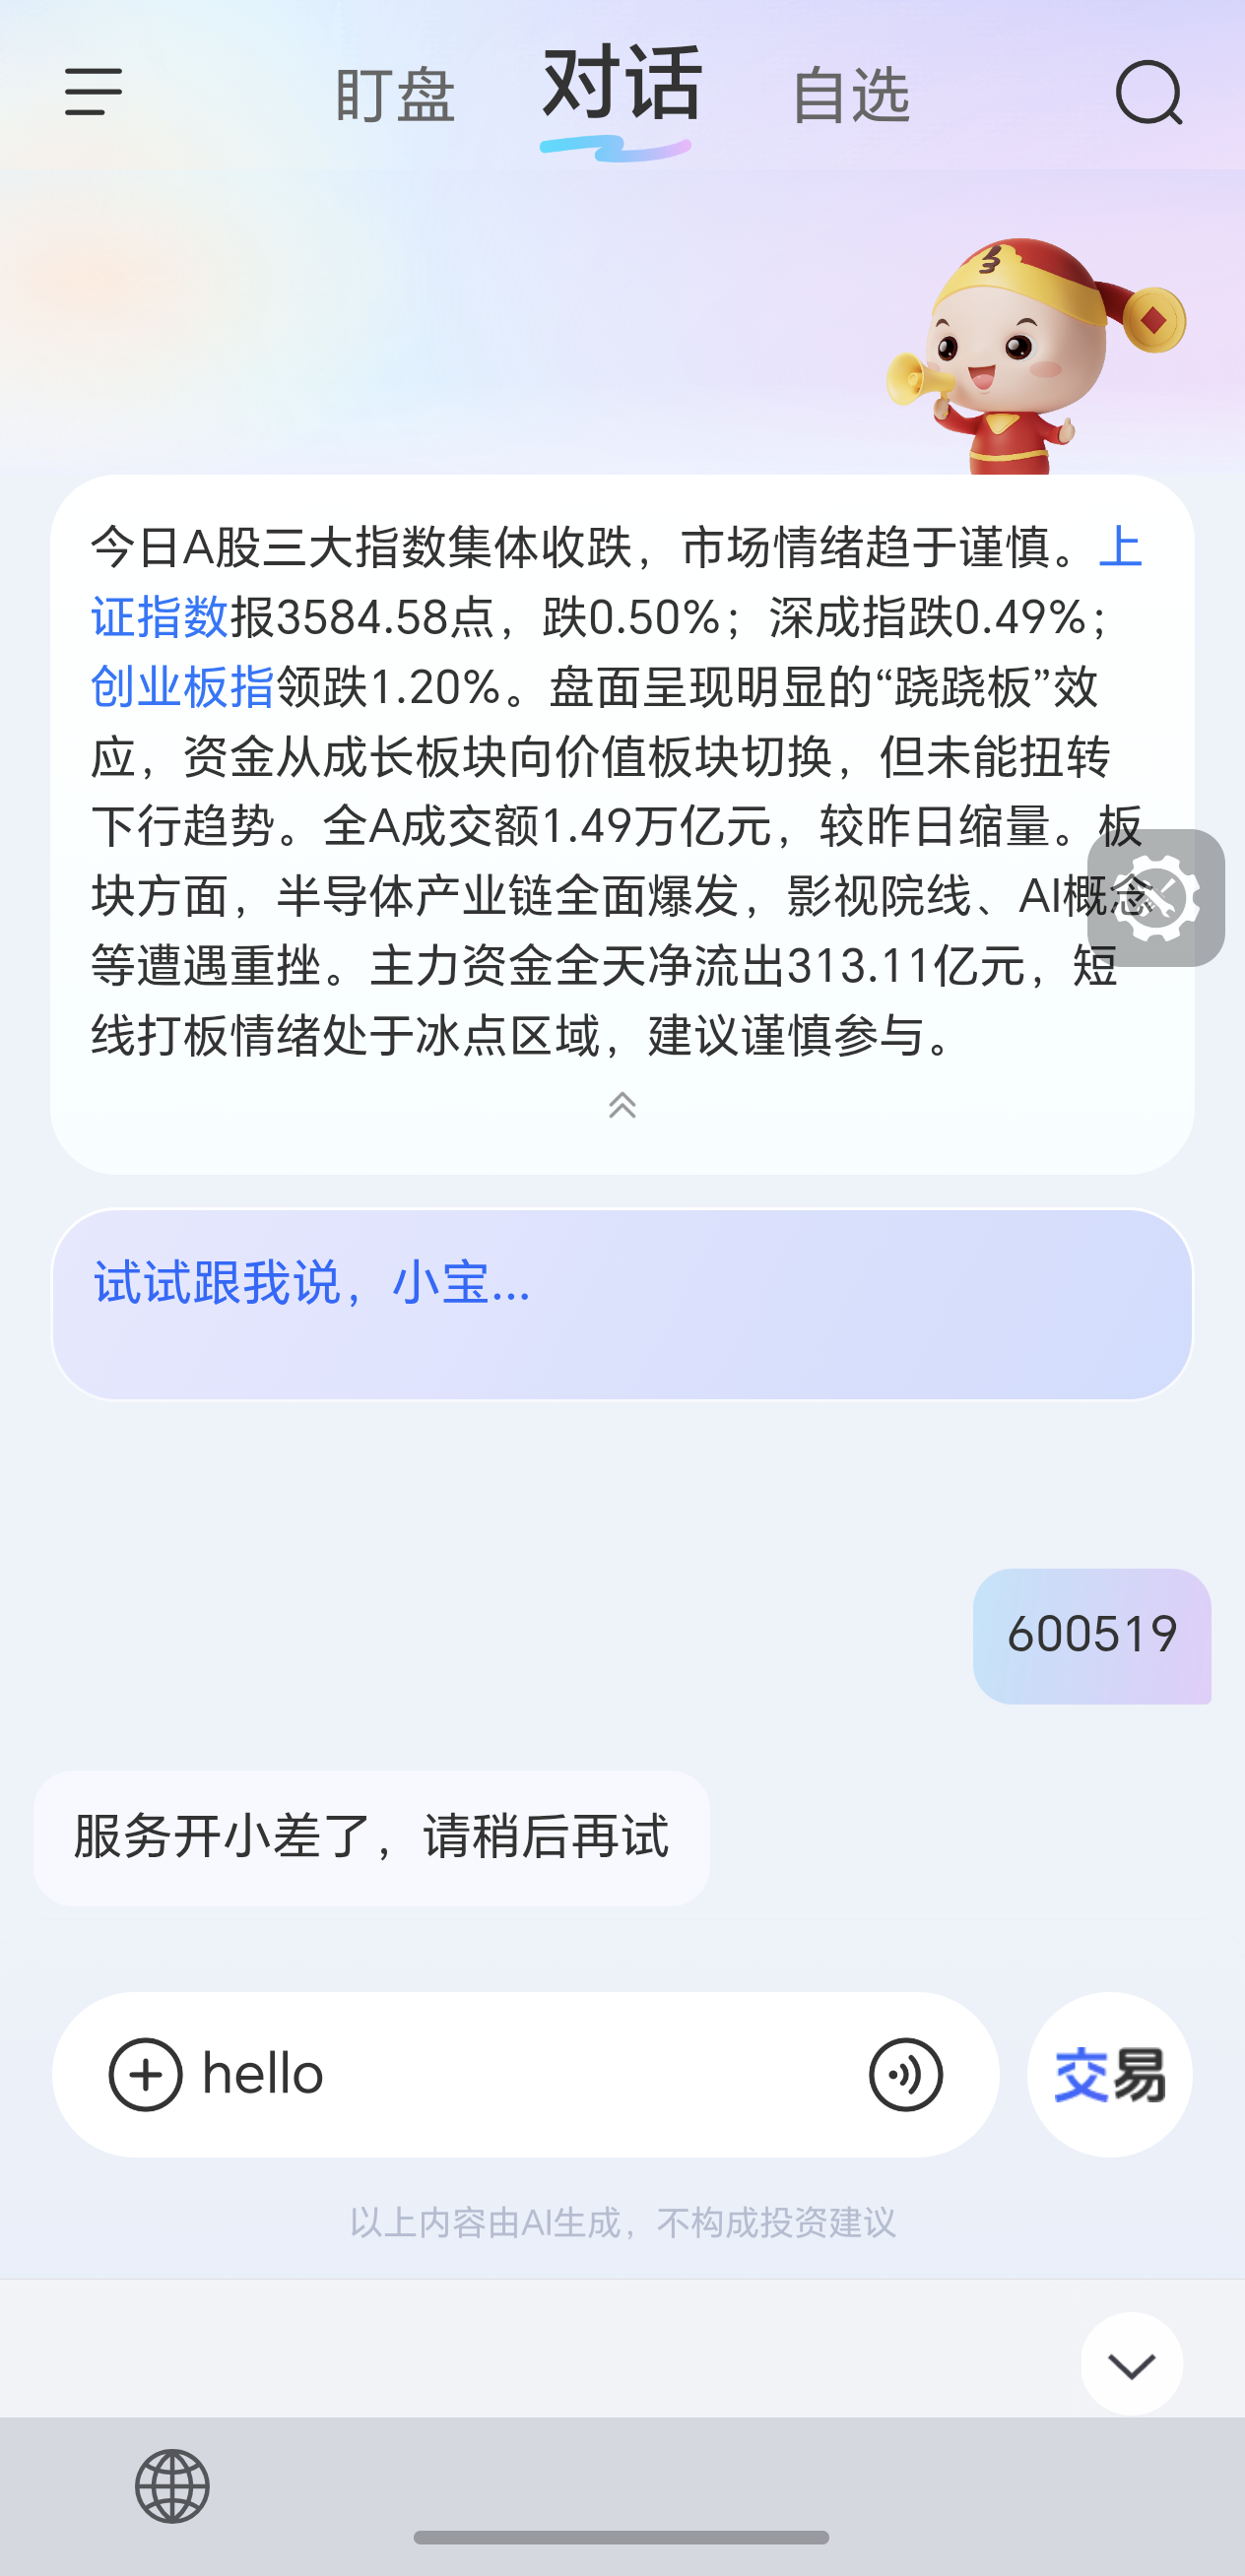 盯盘
对话
自选
今日A股三大指数集体收跌，市场情绪趋于谨慎。上
证指数报3584.58点，跌0.50%；深成指跌0.49%；
创业板指领跌1.20%。盘面呈现明显的“跷跷板”效
应，资金从成长板块向价值板块切换，但未能扭转
下行趋势。全A成交额1.49万亿元，较昨日缩量。板
块方面，半导体产业链全面爆发，影视院线、AI概念
等遭遇重挫。主力资金全天净流出313.11亿元，短
线打板情绪处于冰点区域，建议谨慎参与。
试试跟我说，小宝...
600519
服务开小差了，请稍后再试
hello
交易
以上内容由AI生成，不构成投资建议